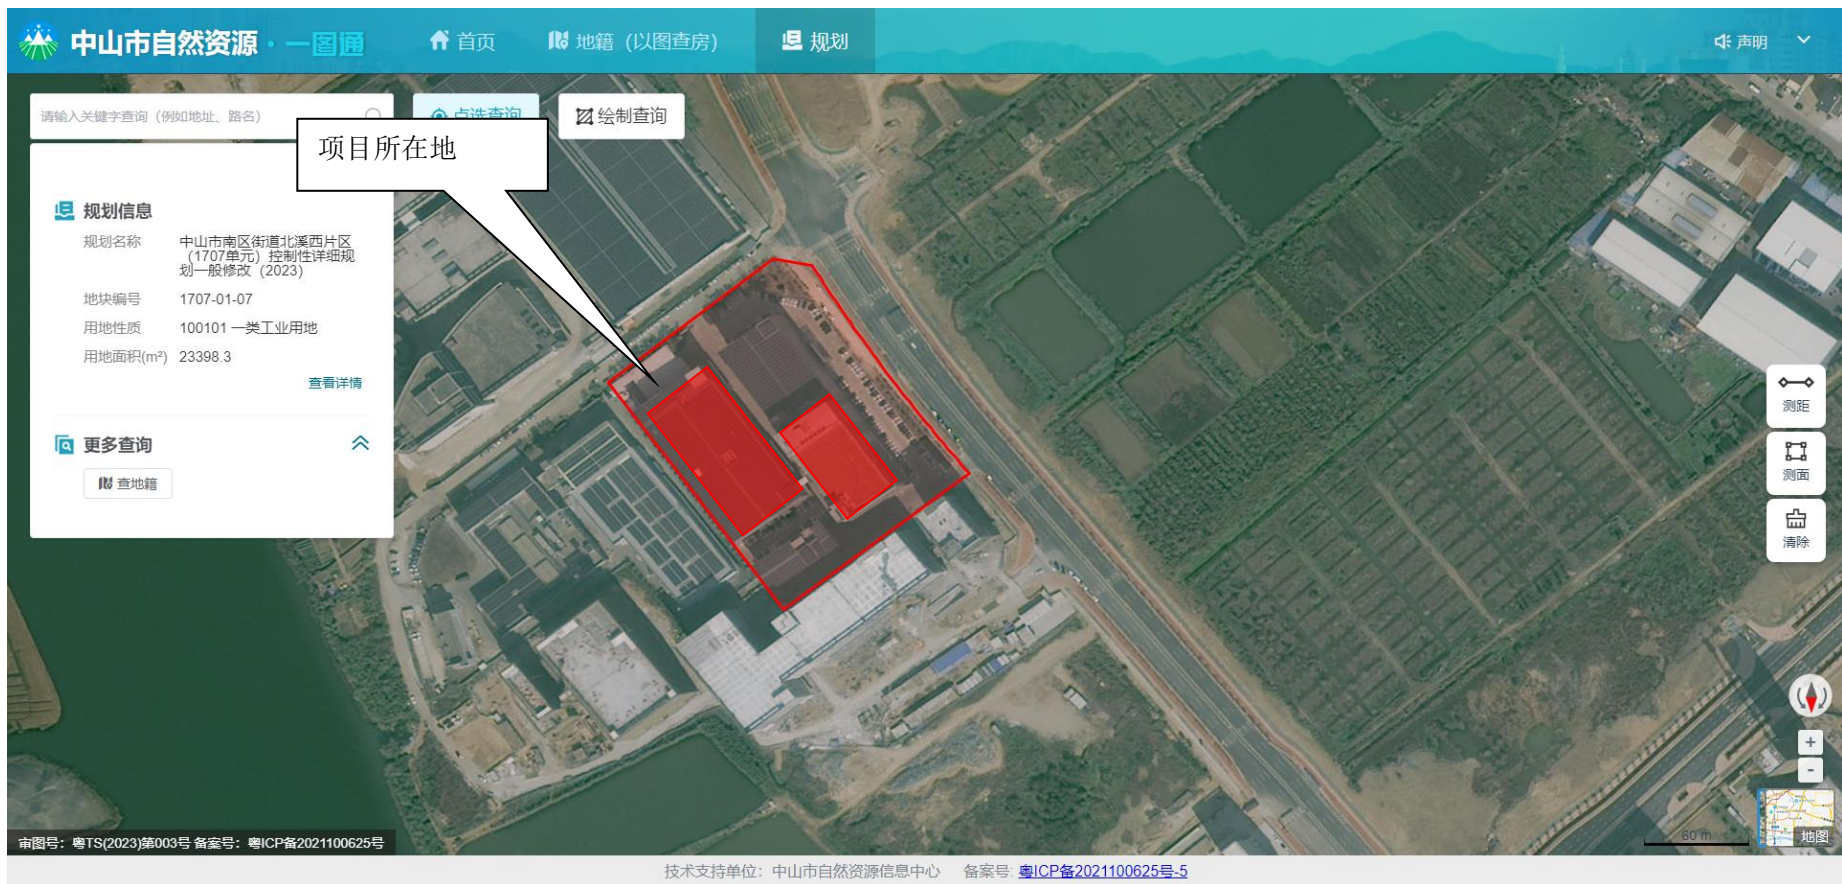 中山市自然资源·一图通
首页
地籍（以图查房）
规划
声明
请输入关键字查询（例如地址、路名）
点选查询
绘制查询
项目所在地
规划信息
规划名称
中山市南区街道北溪西片区
（1707单元）控制性详细规
划一般修改（2023）
地块编号 1707-01-07
用地性质 100101 一类工业用地
用地面积(m²) 23398.3
查看详情
更多查询
查地籍
测距
测面
清除
+
-
60 m
地图
审图号：粤TS(2023)第003号 备案号：粤ICP备2021100625号
技术支持单位：中山市自然资源信息中心 备案号: 粤ICP备2021100625号-5